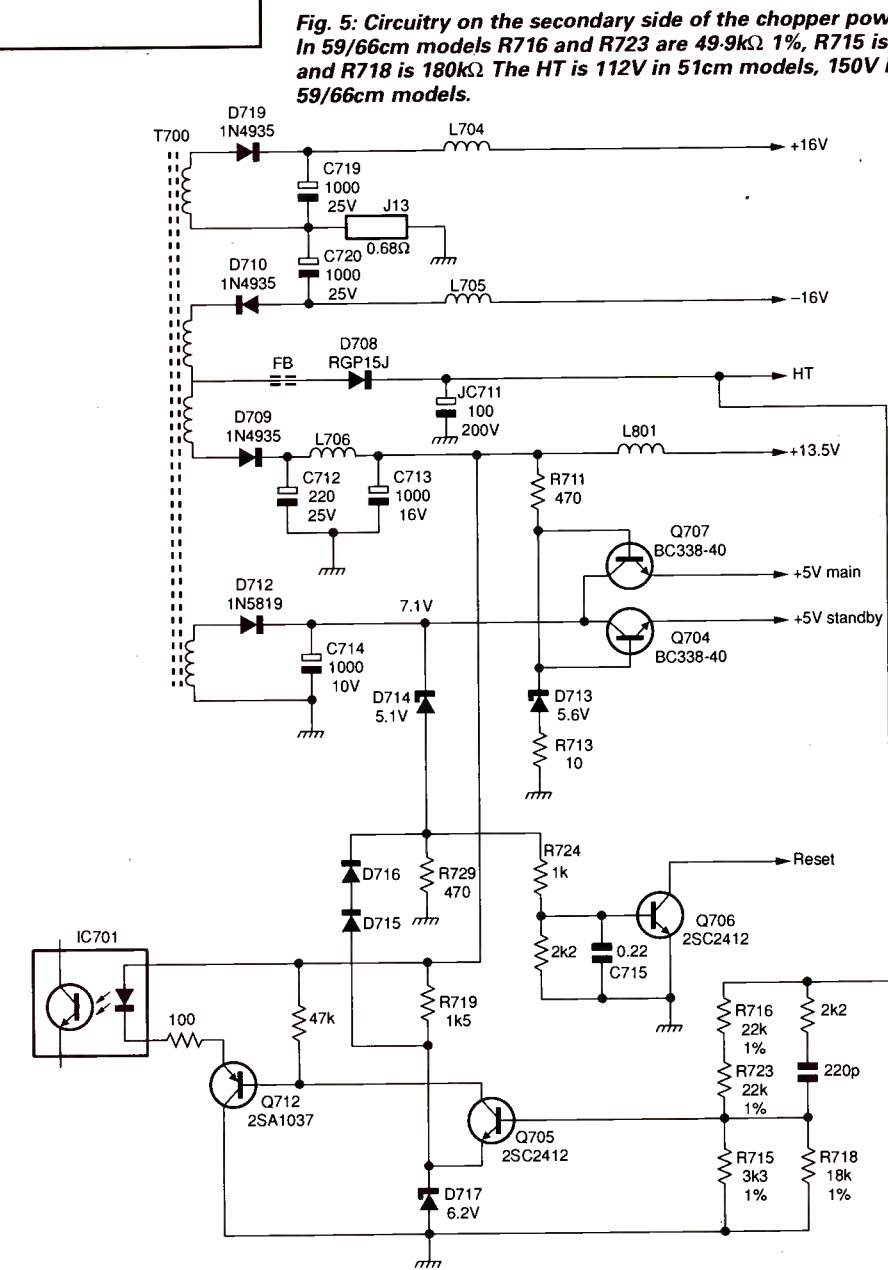 Fig. 5: Circuitry on the secondary side of the chopper pow
In 59/66cm models R716 and R723 are 49·9kΩ 1%, R715 is
and R718 is 180kΩ The HT is 112V in 51cm models, 150V i
59/66cm models.
D719
1N4935
T700
L704
+16V
C719
1000
25V
J13
0.68Ω
C720
1000
25V
D710
1N4935
L705
−16V
D708
RGP15J
FB
HT
JC711
100
200V
D709
1N4935
L706
L801
+13.5V
C712
220
25V
C713
1000
16V
R711
470
Q707
BC338-40
+5V main
D712
1N5819
7.1V
+5V standby
Q704
BC338-40
C714
1000
10V
D714
5.1V
D713
5.6V
R713
10
R724
1k
Reset
D716
R729
470
D715
Q706
2SC2412
2k2
0.22
C715
IC701
100
47k
R719
1k5
R716
22k
1%
2k2
R723
22k
1%
220p
Q712
2SA1037
Q705
2SC2412
R715
3k3
1%
R718
18k
1%
D717
6.2V